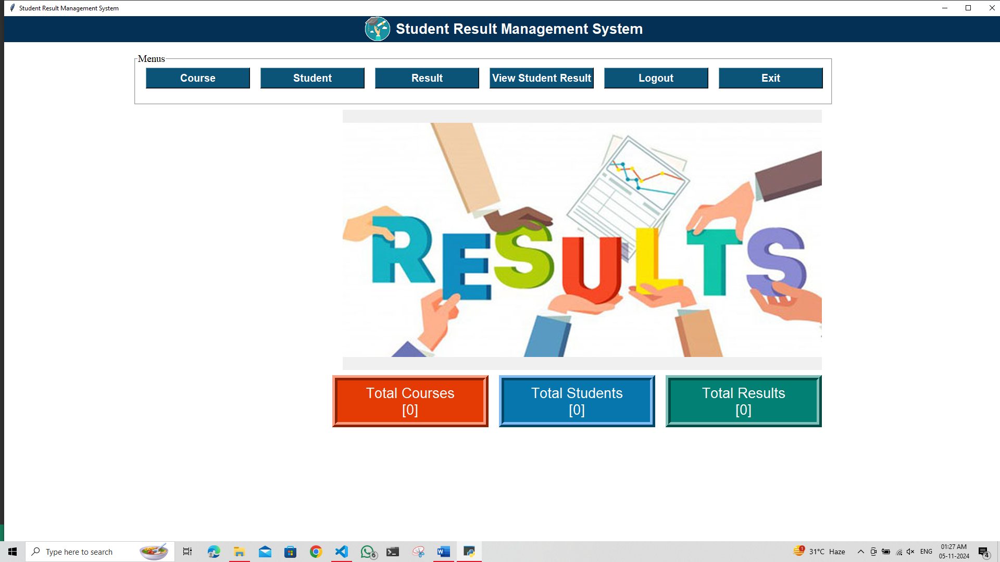 Student Result Management System
Student Result Management System
Menus
Course
Student
Result
View Student Result
Logout
Exit
RESULTS
Total Courses
[0]
Total Students
[0]
Total Results
[0]
Type here to search
6
1
31°C Haze
ENG
01:27 AM
05-11-2024
4